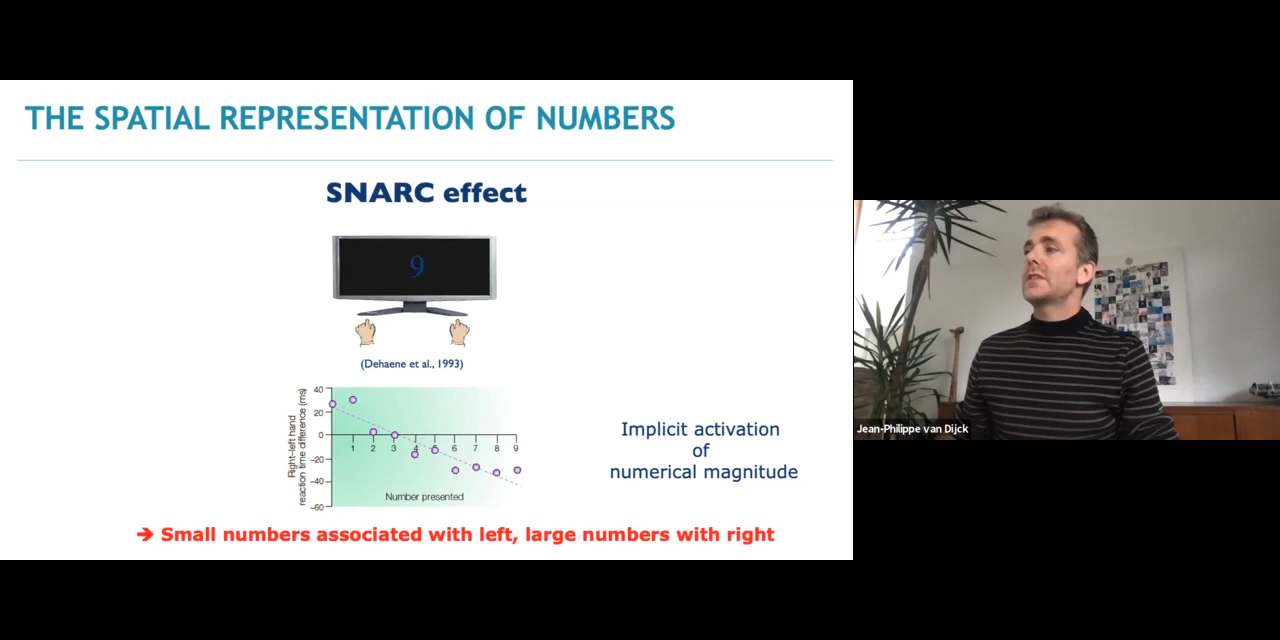 THE SPATIAL REPRESENTATION OF NUMBERS
SNARC effect
9
(Dehaene et al., 1993)
Right–left hand
reaction time difference (ms)
40
20
0
–20
–40
–60
1 2 3 4 5 6 7 8 9
Number presented
Implicit activation
of
numerical magnitude
➔ Small numbers associated with left, large numbers with right
Jean-Philippe van Dijck